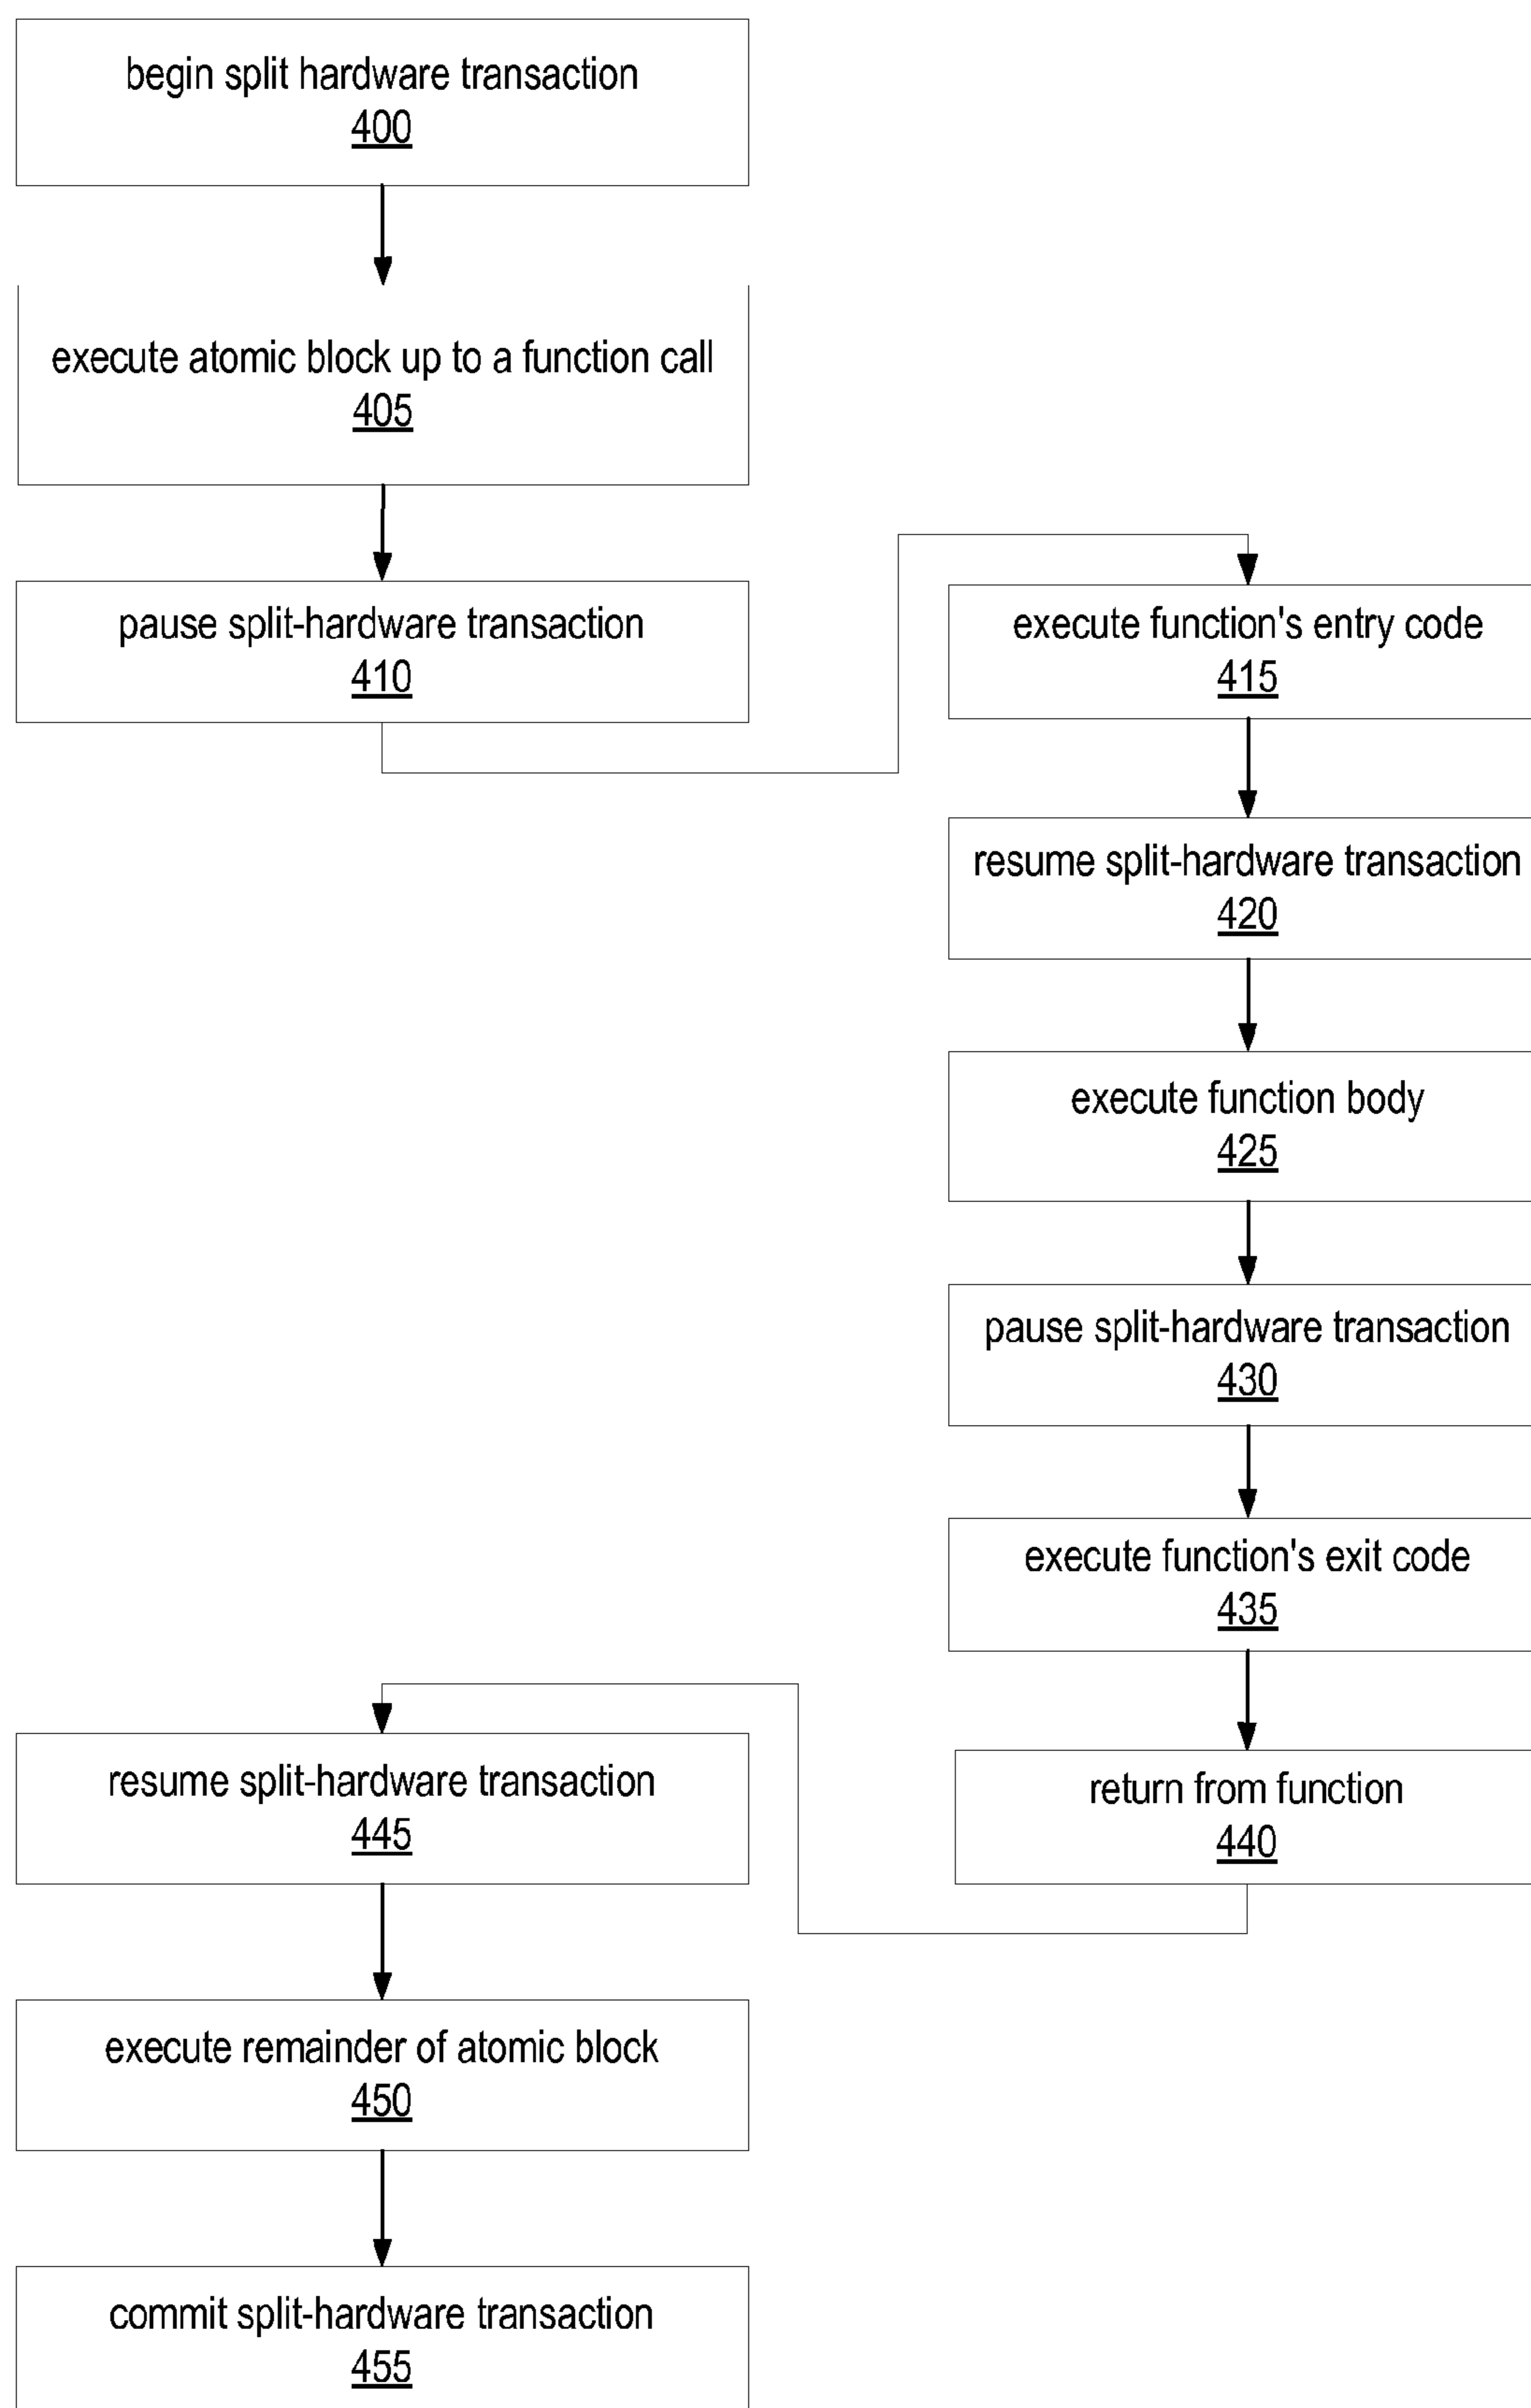 begin split hardware transaction
400
execute atomic block up to a function call
405
pause split-hardware transaction
410
execute function's entry code
415
resume split-hardware transaction
420
execute function body
425
pause split-hardware transaction
430
execute function's exit code
435
return from function
440
resume split-hardware transaction
445
execute remainder of atomic block
450
commit split-hardware transaction
455